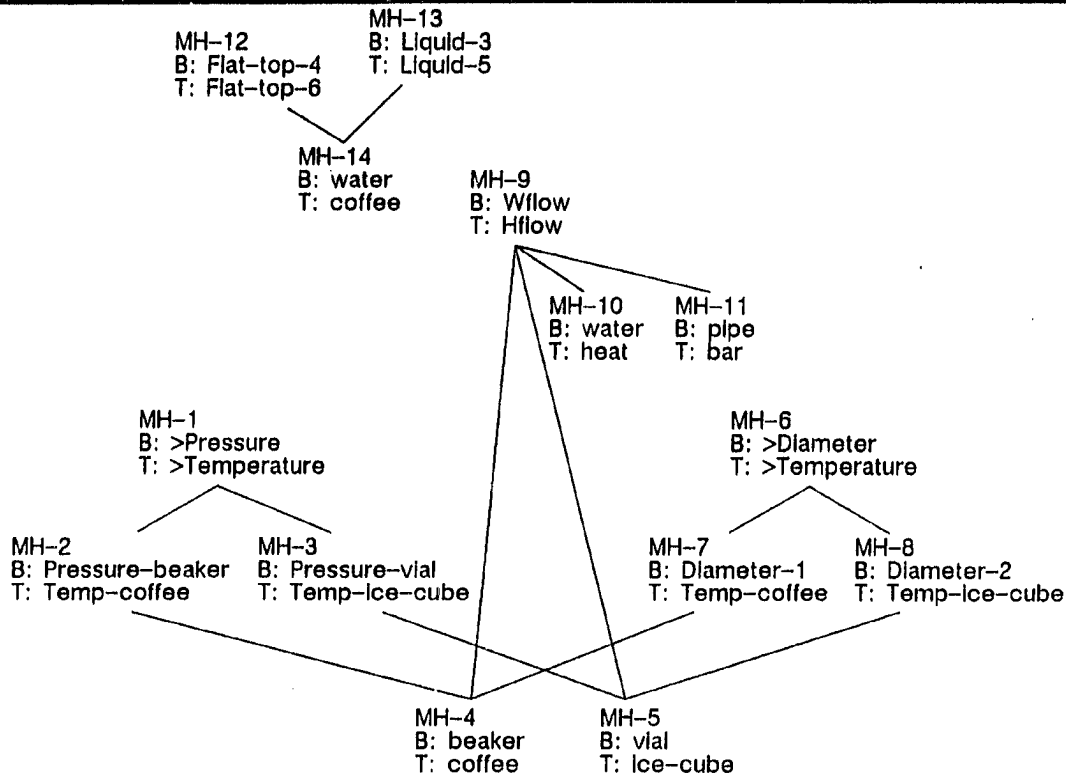 MH-13
B: Liquid-3
T: Liquid-5
MH-12
B: Flat-top-4
T: Flat-top-6
MH-14
B: water
T: coffee
MH-9
B: Wflow
T: Hflow
MH-10
B: water
T: heat
MH-11
B: pipe
T: bar
MH-1
B: >Pressure
T: >Temperature
MH-6
B: >Diameter
T: >Temperature
MH-2
B: Pressure-beaker
T: Temp-coffee
MH-3
B: Pressure-vial
T: Temp-ice-cube
MH-7
B: Diameter-1
T: Temp-coffee
MH-8
B: Diameter-2
T: Temp-ice-cube
MH-4
B: beaker
T: coffee
MH-5
B: vial
T: ice-cube